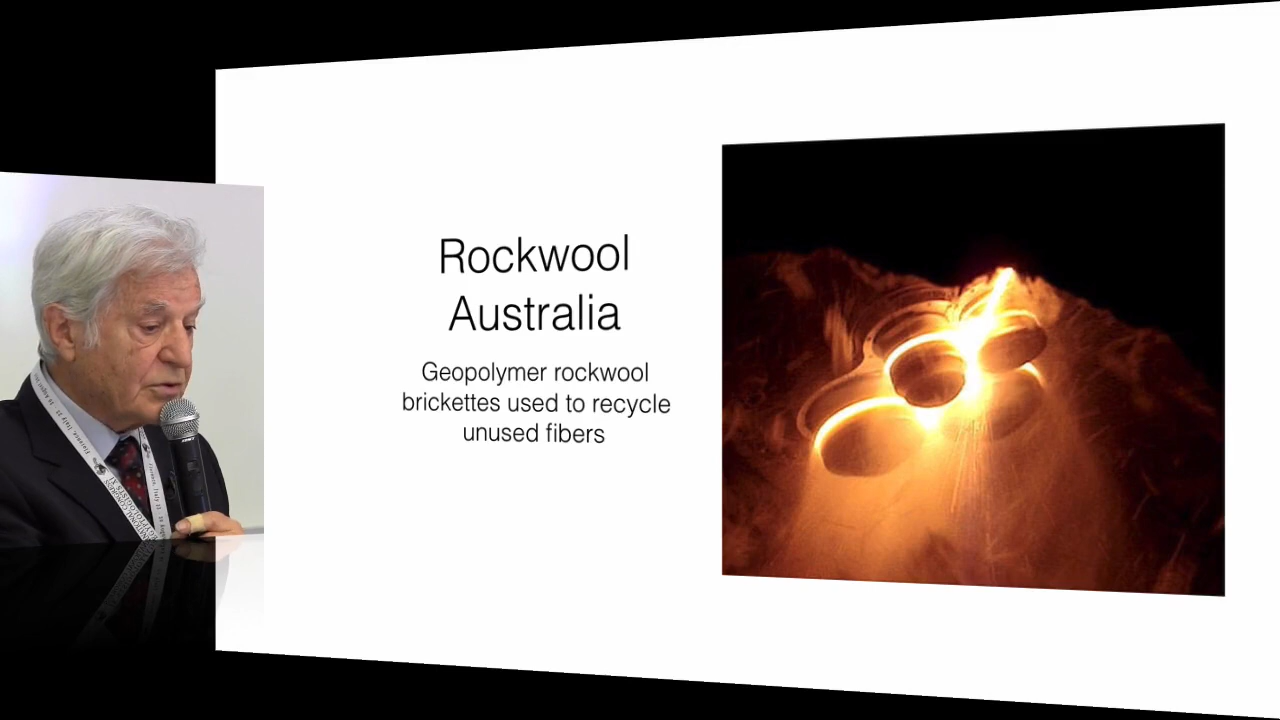 Rockwool
Australia
Geopolymer rockwool
brickettes used to recycle
unused fibers